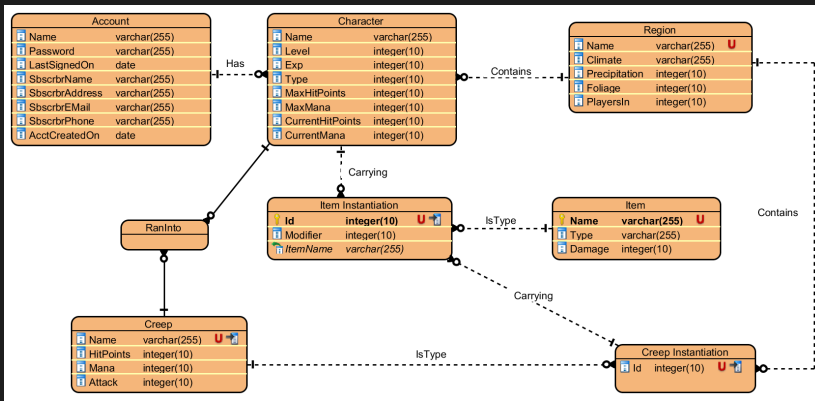 Account
Name varchar(255)
Password varchar(255)
LastSignedOn date
SbscrbrName varchar(255)
SbscrbrAddress varchar(255)
SbscrbrEMail varchar(255)
SbscrbrPhone varchar(255)
AcctCreatedOn date
Has
Character
Name varchar(255)
Level integer(10)
Exp integer(10)
Type integer(10)
MaxHitPoints integer(10)
MaxMana integer(10)
CurrentHitPoints integer(10)
CurrentMana integer(10)
Contains
Region
Name varchar(255) U
Climate varchar(255)
Precipitation integer(10)
Foliage integer(10)
PlayersIn integer(10)
Carrying
RanInto
Item Instantiation
Id integer(10) U
Modifier integer(10)
ItemName varchar(255)
IsType
Item
Name varchar(255) U
Type varchar(255)
Damage integer(10)
Contains
Carrying
Creep
Name varchar(255) U
HitPoints integer(10)
Mana integer(10)
Attack integer(10)
IsType
Creep Instantiation
Id integer(10) U